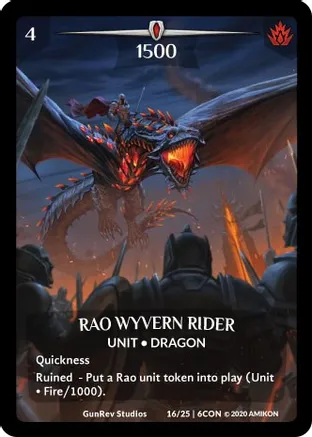 4
1500
RAO WYVERN RIDER
UNIT • DRAGON
Quickness
Ruined - Put a Rao unit token into play (Unit
• Fire/1000).
GunRev Studios 16/25 | 6CON © 2020 AMIKON